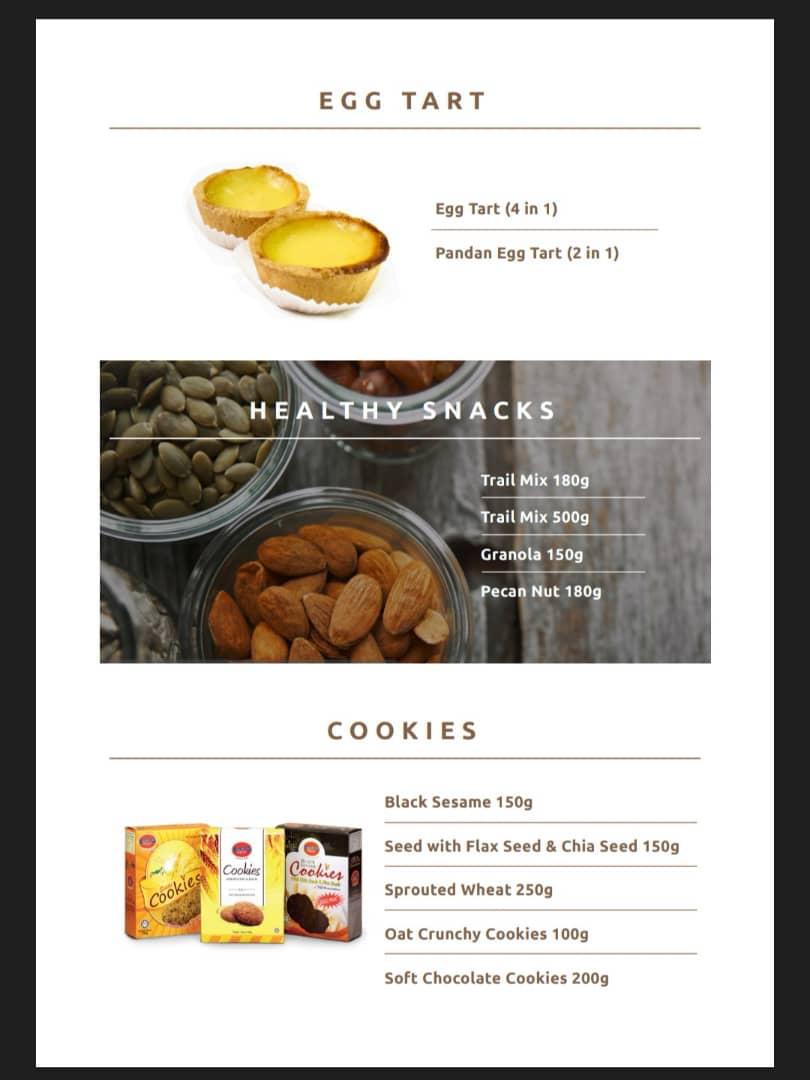 EGG TART
Egg Tart (4 in 1)
Pandan Egg Tart (2 in 1)
HEALTHY SNACKS
Trail Mix 180g
Trail Mix 500g
Granola 150g
Pecan Nut 180g
COOKIES
Black Sesame 150g
Seed with Flax Seed & Chia Seed 150g
Sprouted Wheat 250g
Oat Crunchy Cookies 100g
Soft Chocolate Cookies 200g
Cookies
Cookies
Cookies